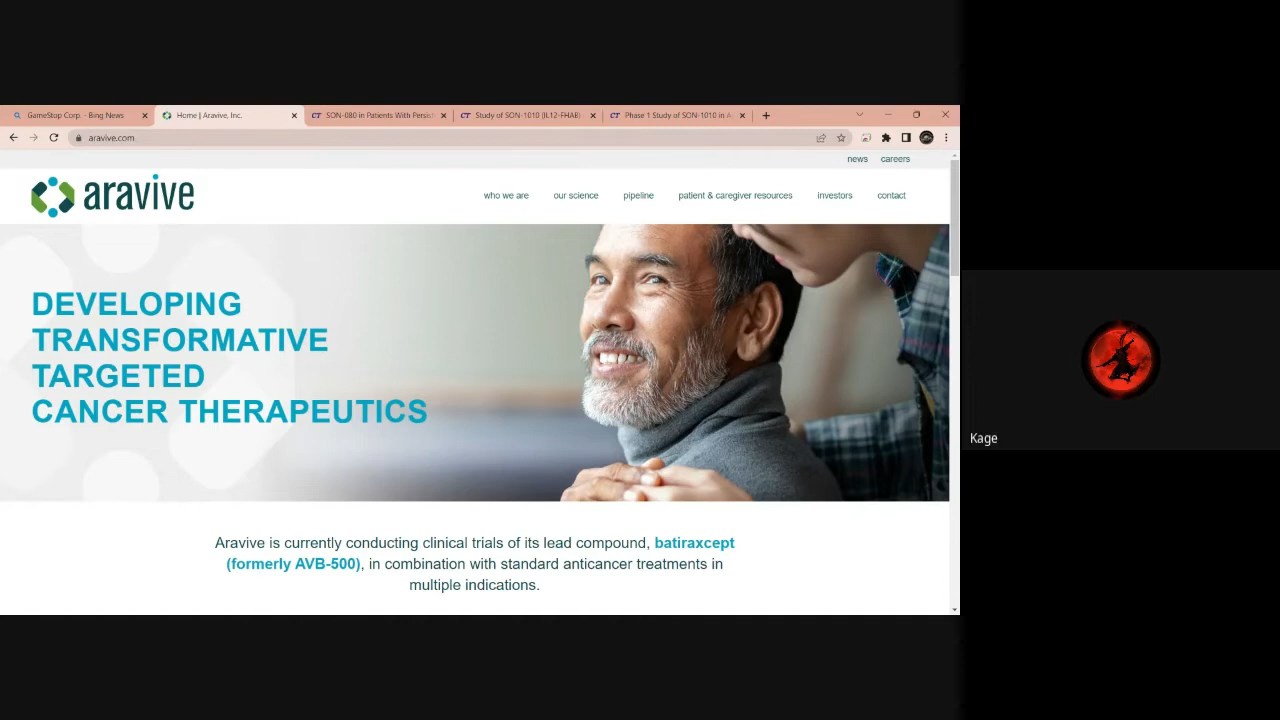 GameStop Corp. - Bing News
Home | Aravive, Inc.
CT SON-080 in Patients With Persist
CT Study of SON-1010 (IL12-FHAB)
CT Phase 1 Study of SON-1010 in A
aravive.com
news careers
aravive
who we are our science pipeline patient & caregiver resources investors contact
DEVELOPING
TRANSFORMATIVE
TARGETED
CANCER THERAPEUTICS
Aravive is currently conducting clinical trials of its lead compound, batiraxcept
(formerly AVB-500), in combination with standard anticancer treatments in
multiple indications.
Kage